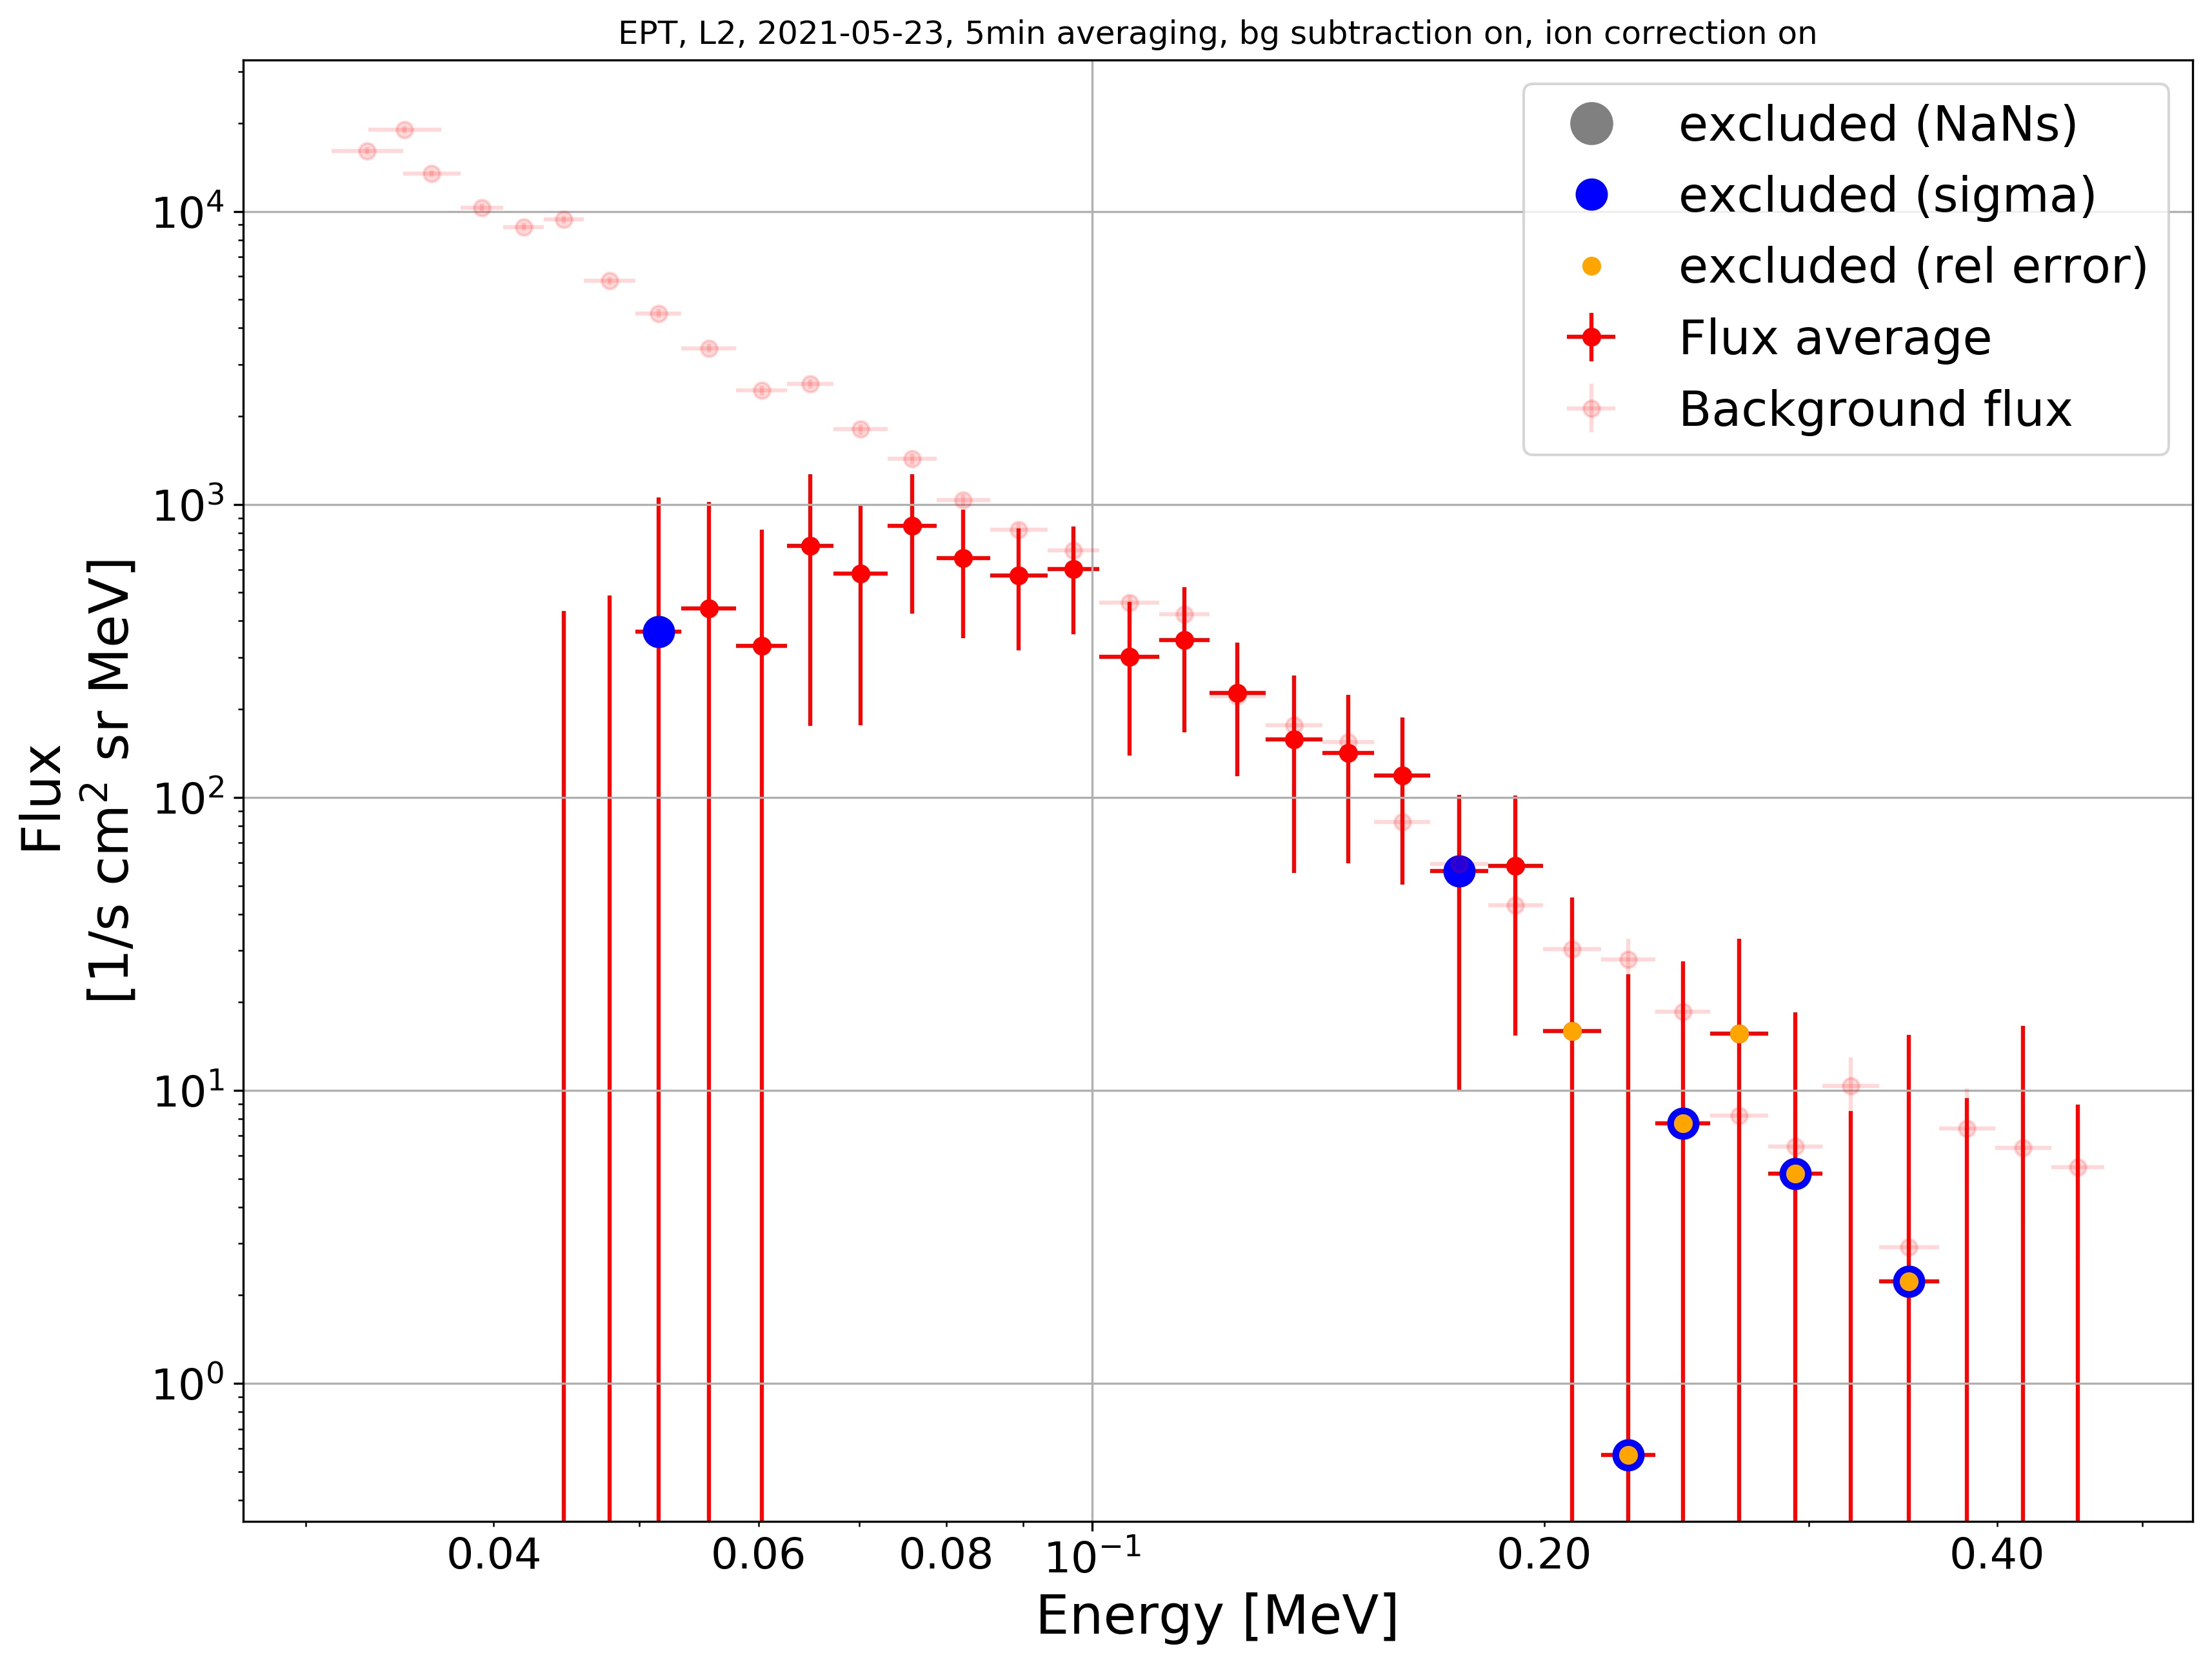 EPT, L2, 2021-05-23, 5min averaging, bg subtraction on, ion correction on
excluded (NaNs)
excluded (sigma)
excluded (rel error)
Flux average
Background flux
Flux
[1/s cm² sr MeV]
10⁴
10³
10²
10¹
10⁰
0.04
0.06
0.08
10⁻¹
0.20
0.40
Energy [MeV]